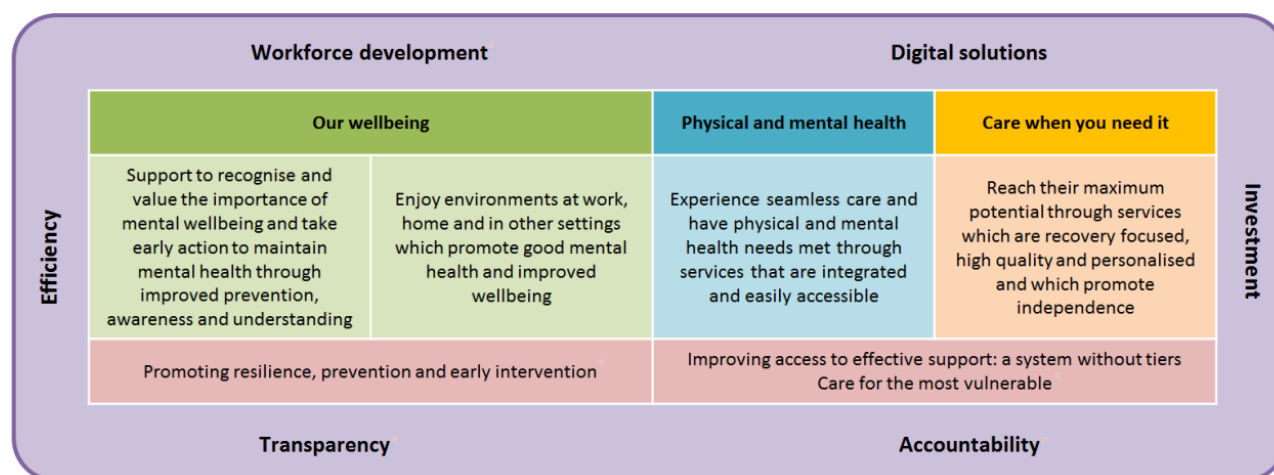 Workforce development
Digital solutions
Efficiency
Our wellbeing
Physical and mental health
Care when you need it
Support to recognise and
value the importance of
mental wellbeing and take
early action to maintain
mental health through
improved prevention,
awareness and understanding
Enjoy environments at work,
home and in other settings
which promote good mental
health and improved
wellbeing
Experience seamless care and
have physical and mental
health needs met through
services that are integrated
and easily accessible
Reach their maximum
potential through services
which are recovery focused,
high quality and personalised
and which promote
independence
Investment
Promoting resilience, prevention and early intervention
Improving access to effective support: a system without tiers
Care for the most vulnerable
Transparency
Accountability